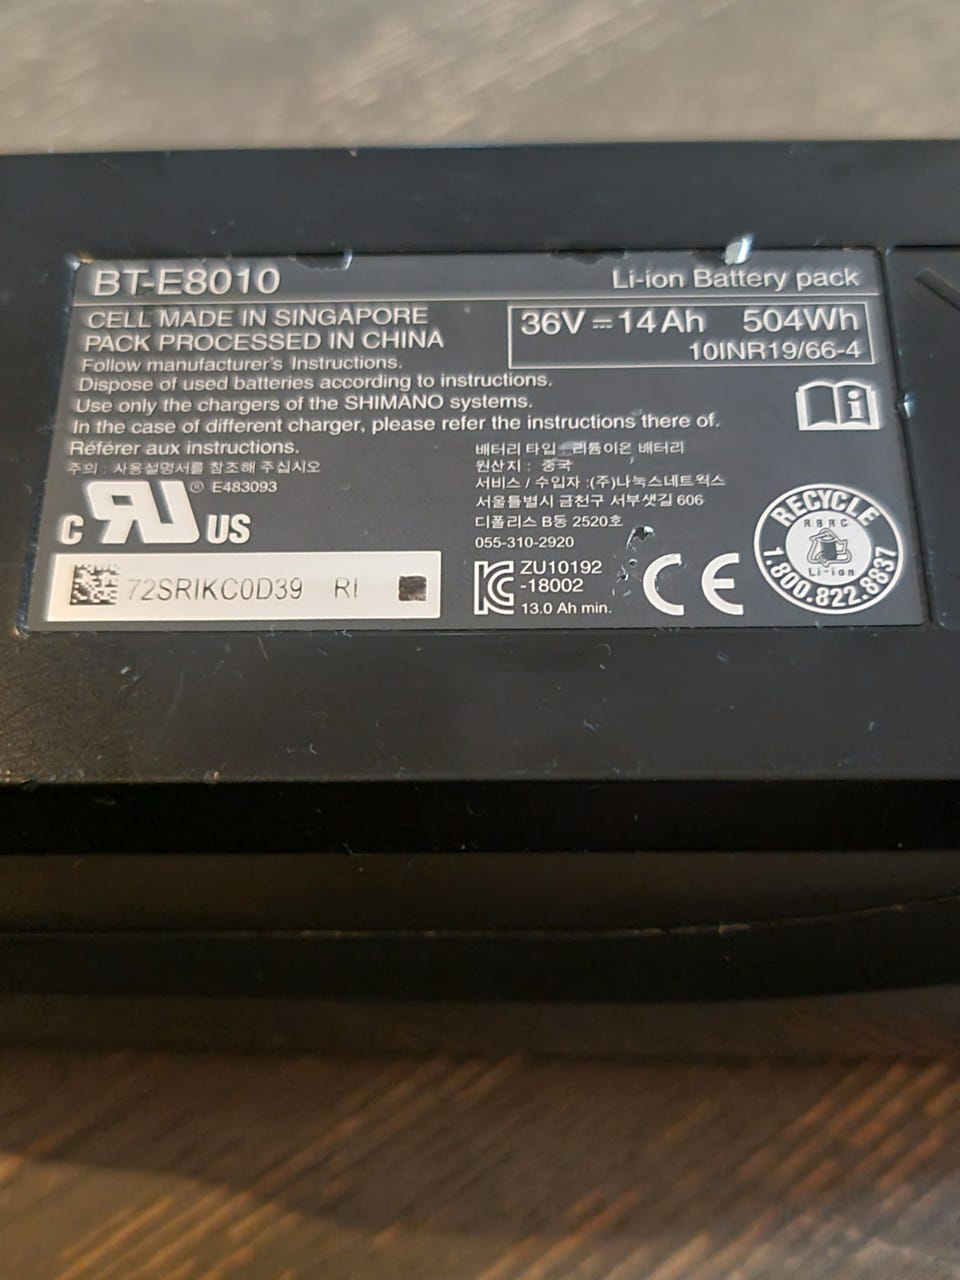 BT-E8010
Li-ion Battery pack
CELL MADE IN SINGAPORE
PACK PROCESSED IN CHINA
36V ⎓ 14Ah 504Wh
10INR19/66-4
Follow manufacturer's Instructions.
Dispose of used batteries according to instructions.
Use only the chargers of the SHIMANO systems.
In the case of different charger, please refer the instructions there of.
Référer aux instructions.
주의 : 사용설명서를 참조해 주십시오
배터리 타입 : 리튬이온 배터리
원산지 : 중국
서비스 / 수입자 :(주)나눅스네트웍스
서울특별시 금천구 서부샛길 606
디폴리스 B동 2520호
055-310-2920
c RU US ® E483093
72SRIKC0D39 RI
KC ZU10192
-18002
13.0 Ah min.
CE
RECYCLE
RBRC
Li-ion
1.800.822.8837